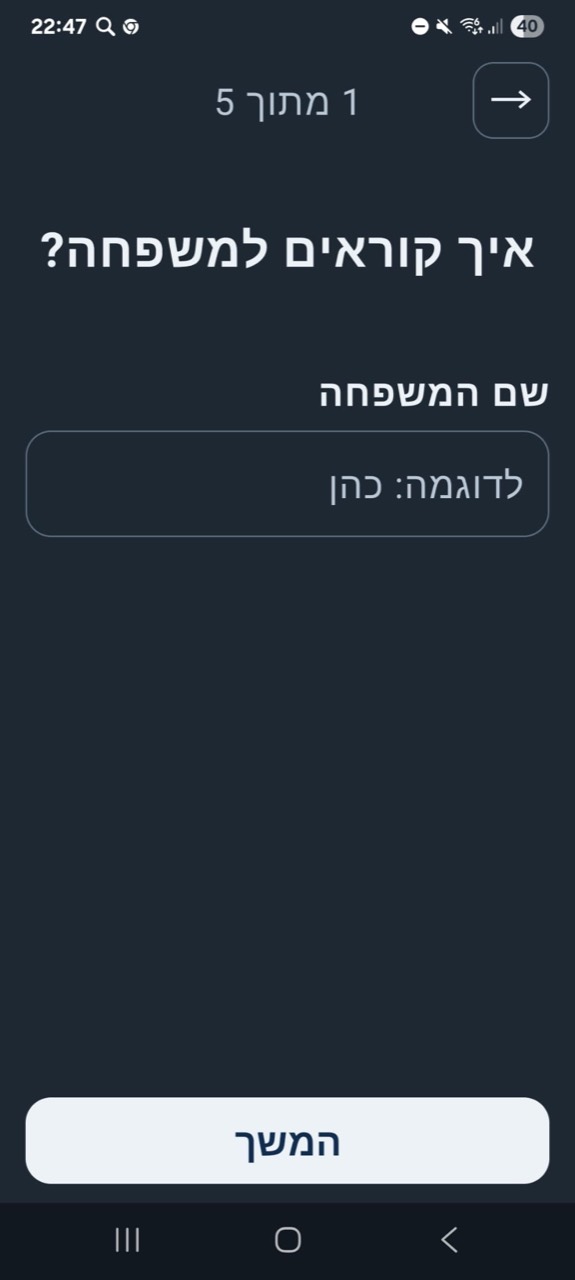 22:47
40
1 מתוך 5
איך קוראים למשפחה?
שם המשפחה
לדוגמה: כהן
המשך